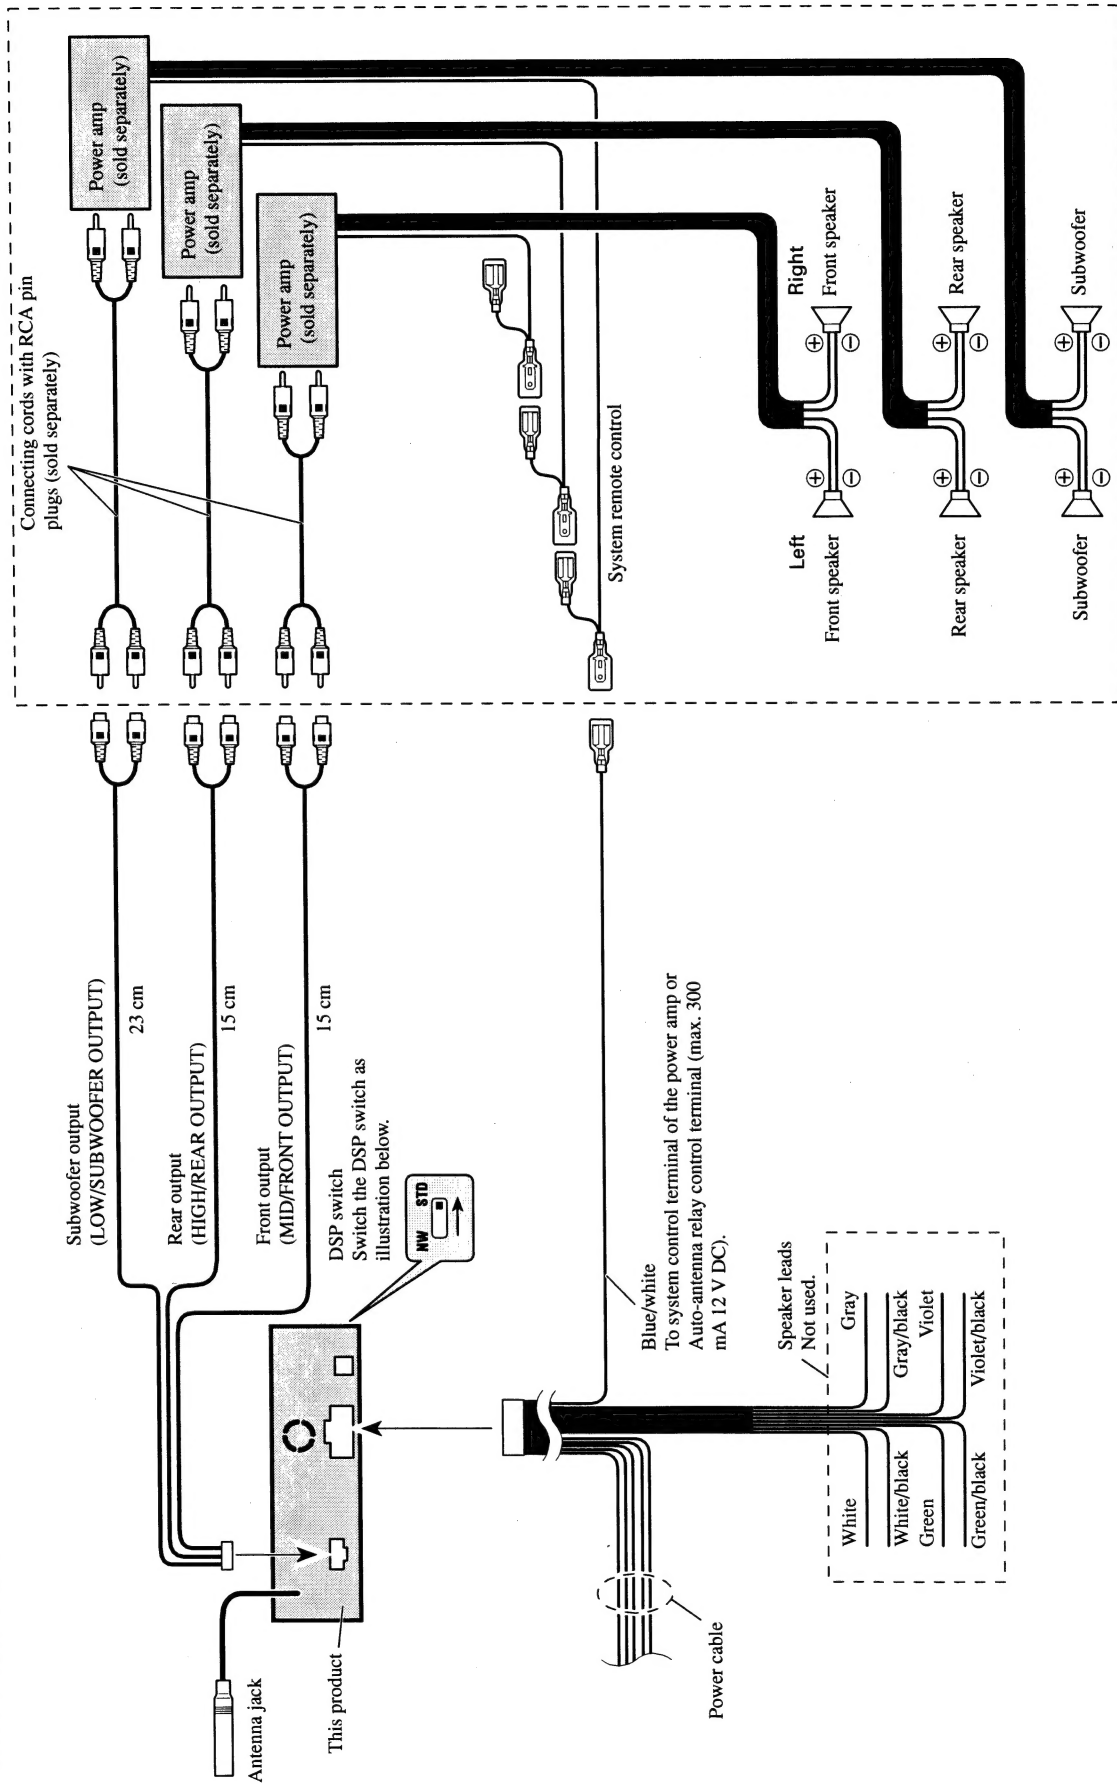 Connecting cords with RCA pin
plugs (sold separately)
Power amp
(sold separately)
Power amp
(sold separately)
Power amp
(sold separately)
Subwoofer output
(LOW/SUBWOOFER OUTPUT)
23 cm
Rear output
(HIGH/REAR OUTPUT)
15 cm
Front output
(MID/FRONT OUTPUT)
15 cm
Antenna jack
This product
DSP switch
Switch the DSP switch as
illustration below.
NW STD
System remote control
Blue/white
To system control terminal of the power amp or
Auto-antenna relay control terminal (max. 300
mA 12 V DC).
Power cable
Speaker leads
Not used.
White
Gray
White/black
Gray/black
Green
Violet
Green/black
Violet/black
Left
Right
Front speaker
+
−
+
−
Front speaker
Rear speaker
+
−
+
−
Rear speaker
Subwoofer
+
−
+
−
Subwoofer